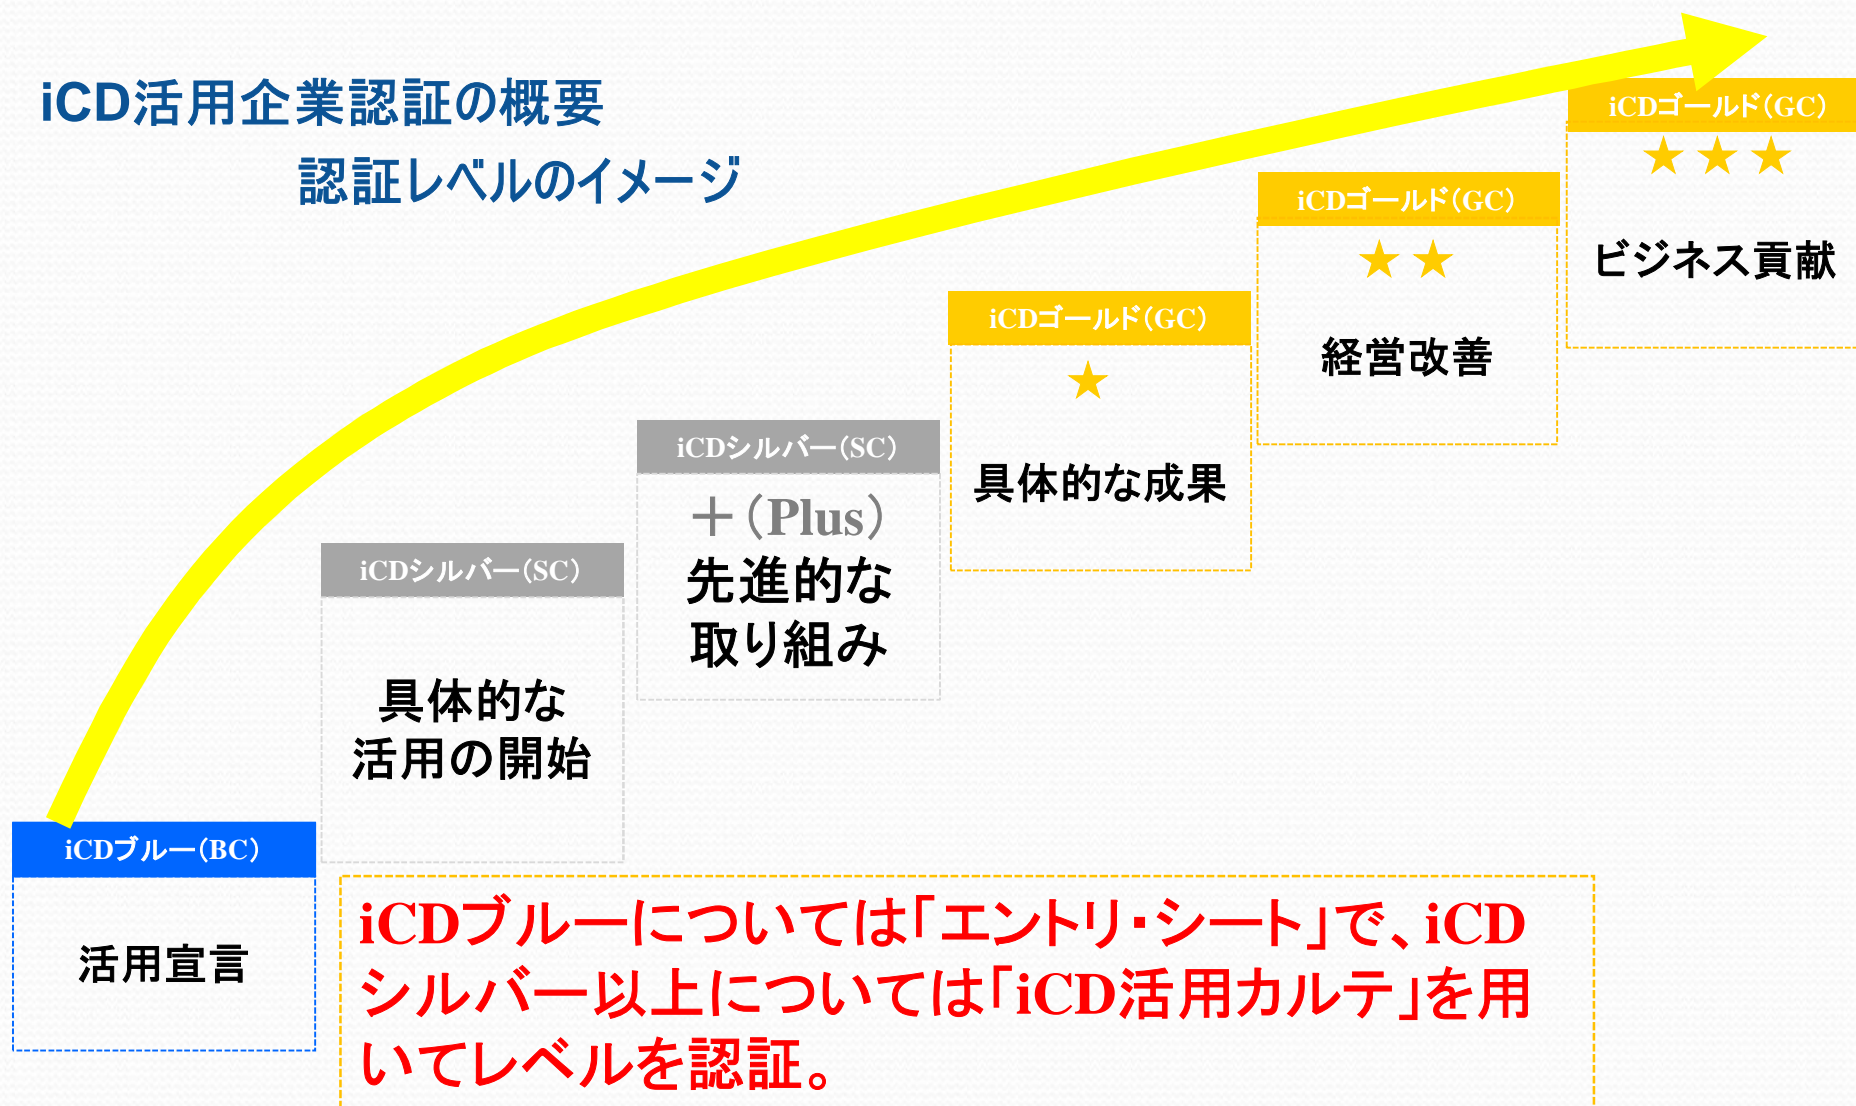 iCD活用企業認証の概要
認証レベルのイメージ
iCDゴールド（GC）
★★★
ビジネス貢献
iCDゴールド（GC）
★★
経営改善
iCDゴールド（GC）
★
具体的な成果
iCDシルバー（SC）
＋（Plus）
先進的な
取り組み
iCDシルバー（SC）
具体的な
活用の開始
iCDブルー（BC）
活用宣言
iCDブルーについては「エントリ・シート」で、iCD
シルバー以上については「iCD活用カルテ」を用
いてレベルを認証。